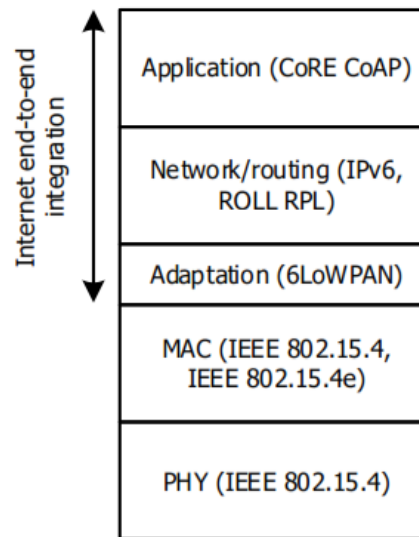 Internet end-to-end
integration
Application (CoRE CoAP)
Network/routing (IPv6,
ROLL RPL)
Adaptation (6LoWPAN)
MAC (IEEE 802.15.4,
IEEE 802.15.4e)
PHY (IEEE 802.15.4)